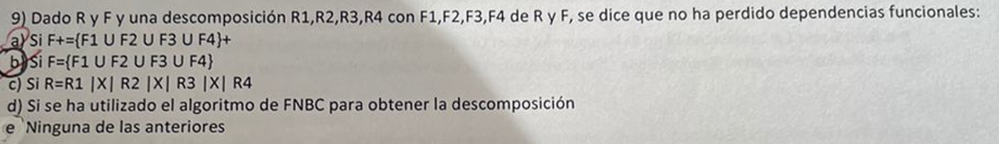 9) Dado R y F y una descomposición R1,R2,R3,R4 con F1,F2,F3,F4 de R y F, se dice que no ha perdido dependencias funcionales:
a) Si F+={F1 U F2 U F3 U F4}+
b) Si F={F1 U F2 U F3 U F4}
c) Si R=R1 |X| R2 |X| R3 |X| R4
d) Si se ha utilizado el algoritmo de FNBC para obtener la descomposición
e Ninguna de las anteriores